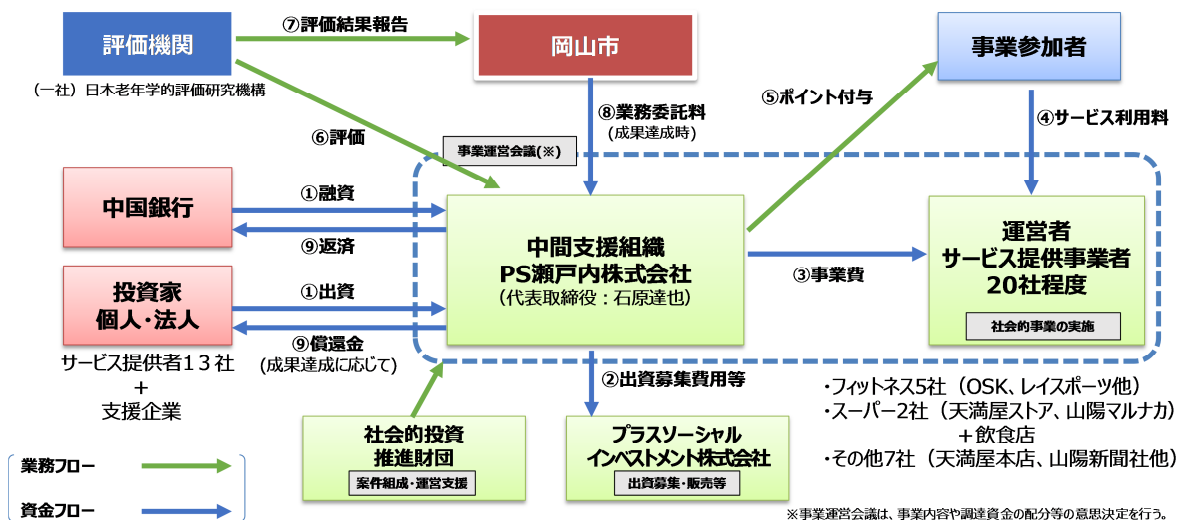 評価機関
(一社)日本老年学的評価研究機構
⑦評価結果報告
岡山市
事業参加者
⑥評価
⑧業務委託料
(成果達成時)
⑤ポイント付与
④サービス利用料
事業運営会議(※)
中国銀行
①融資
⑨返済
投資家
個人・法人
①出資
⑨償還金
(成果達成に応じて)
サービス提供者13社
+
支援企業
中間支援組織
PS瀬戸内株式会社
(代表取締役:石原達也)
③事業費
運営者
サービス提供事業者
20社程度
社会的事業の実施
②出資募集費用等
社会的投資
推進財団
案件組成・運営支援
プラスソーシャル
インベストメント株式会社
出資募集・販売等
・フィットネス5社(OSK、レイスポーツ他)
・スーパー2社(天満屋ストア、山陽マルナカ)
+飲食店
・その他7社(天満屋本店、山陽新聞社他)
業務フロー
資金フロー
※事業運営会議は、事業内容や調達資金の配分等の意思決定を行う。